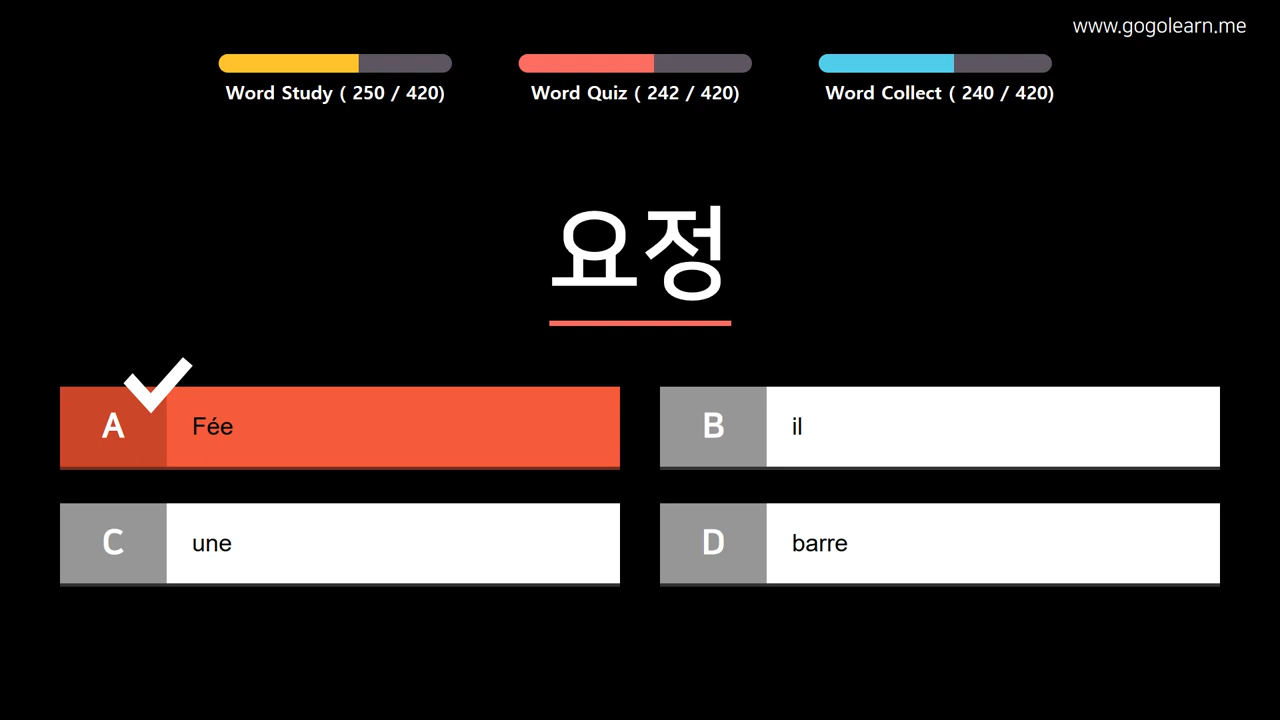 www.gogolearn.me
Word Study ( 250 / 420)
Word Quiz ( 242 / 420)
Word Collect ( 240 / 420)
요정
A Fée
B il
C une
D barre